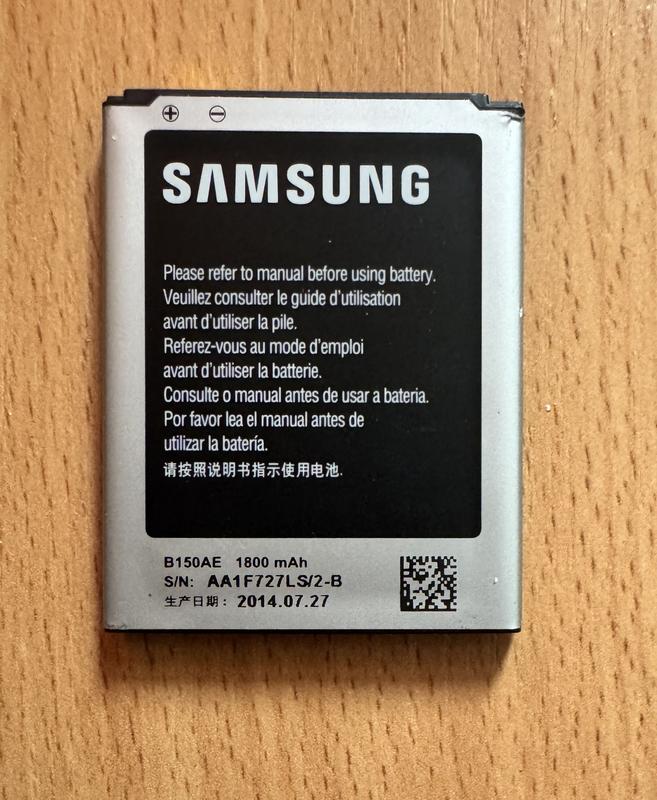 + −
SAMSUNG
Please refer to manual before using battery.
Veuillez consulter le guide d'utilisation
avant d'utiliser la pile.
Referez-vous au mode d'emploi
avant d'utiliser la batterie.
Consulte o manual antes de usar a bateria.
Por favor lea el manual antes de
utilizar la batería.
请按照说明书指示使用电池.
B150AE 1800 mAh
S/N: AA1F727LS/2-B
生产日期: 2014.07.27